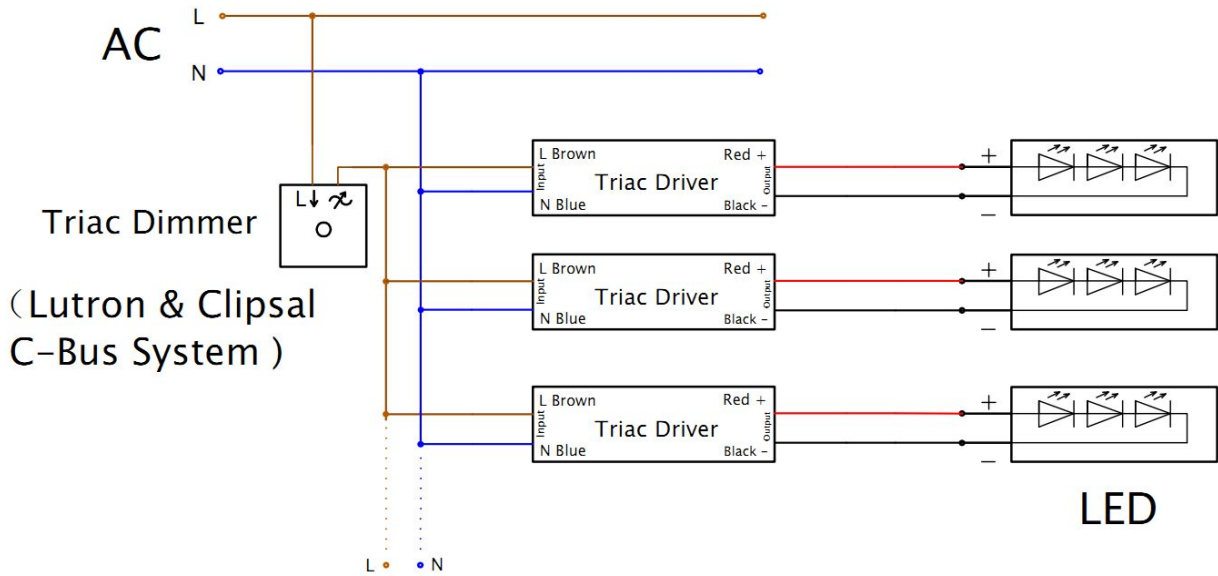 L
AC
N
L Brown
Red +
Input
Triac Driver
Output
N Blue
Black -
+
−
L
Triac Dimmer
（Lutron & Clipsal
C-Bus System )
L Brown
Red +
Input
Triac Driver
Output
N Blue
Black -
+
−
L Brown
Red +
Input
Triac Driver
Output
N Blue
Black -
+
−
LED
L
N